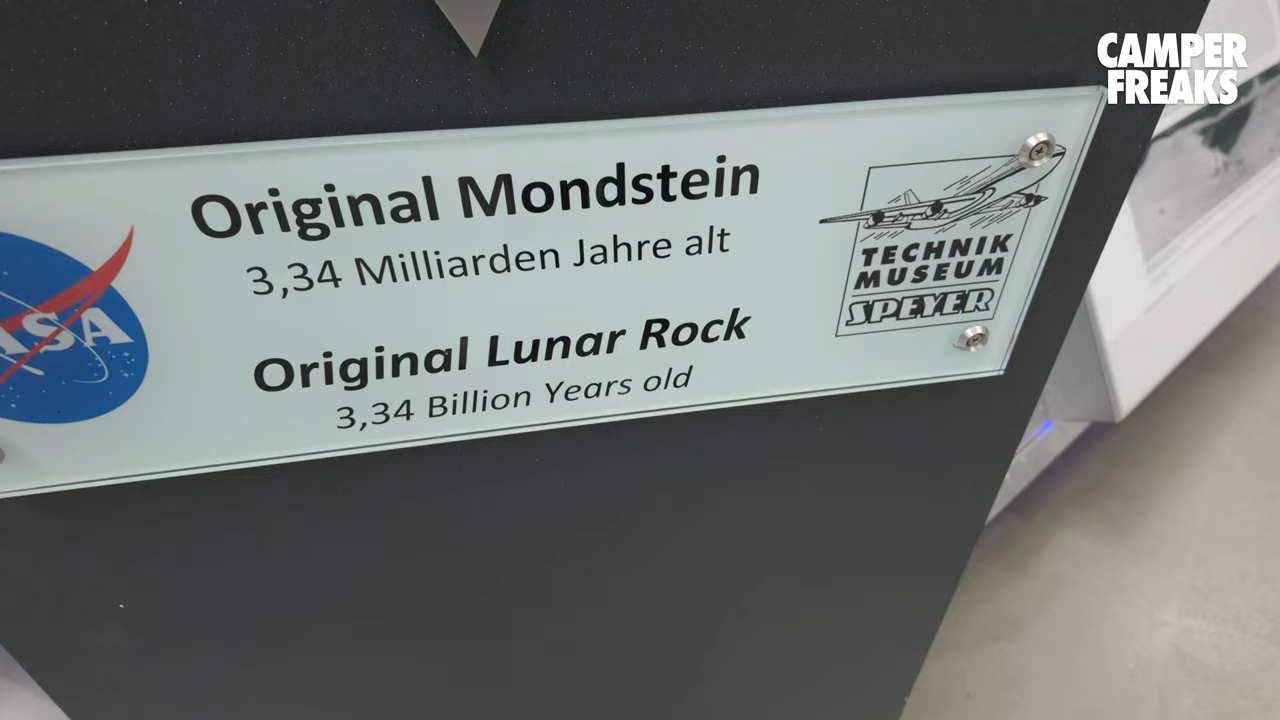 CAMPER
FREAKS
Original Mondstein
3,34 Milliarden Jahre alt
Original Lunar Rock
3,34 Billion Years old
NASA
TECHNIK
MUSEUM
SPEYER